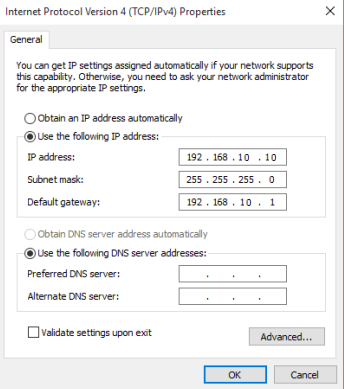 Internet Protocol Version 4 (TCP/IPv4) Properties
General
You can get IP settings assigned automatically if your network supports
this capability. Otherwise, you need to ask your network administrator
for the appropriate IP settings.
Obtain an IP address automatically
Use the following IP address:
IP address: 192 . 168 . 10 . 10
Subnet mask: 255 . 255 . 255 . 0
Default gateway: 192 . 168 . 10 . 1
Obtain DNS server address automatically
Use the following DNS server addresses:
Preferred DNS server: . . .
Alternate DNS server: . . .
Validate settings upon exit
Advanced...
OK Cancel